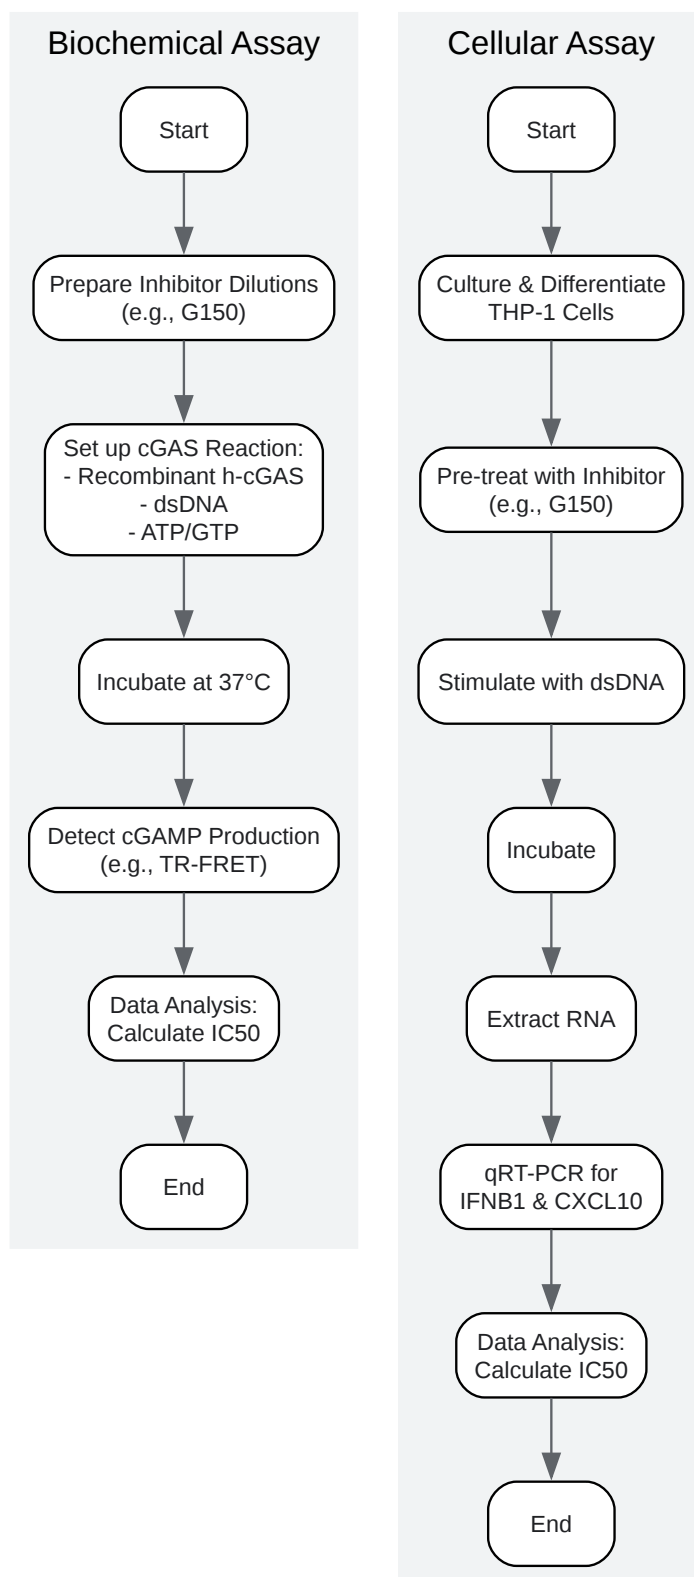 Biochemical Assay
Start
Prepare Inhibitor Dilutions
(e.g., G150)
Set up cGAS Reaction:
- Recombinant h-cGAS
- dsDNA
- ATP/GTP
Incubate at 37°C
Detect cGAMP Production
(e.g., TR-FRET)
Data Analysis:
Calculate IC50
End
Cellular Assay
Start
Culture & Differentiate
THP-1 Cells
Pre-treat with Inhibitor
(e.g., G150)
Stimulate with dsDNA
Incubate
Extract RNA
qRT-PCR for
IFNB1 & CXCL10
Data Analysis:
Calculate IC50
End